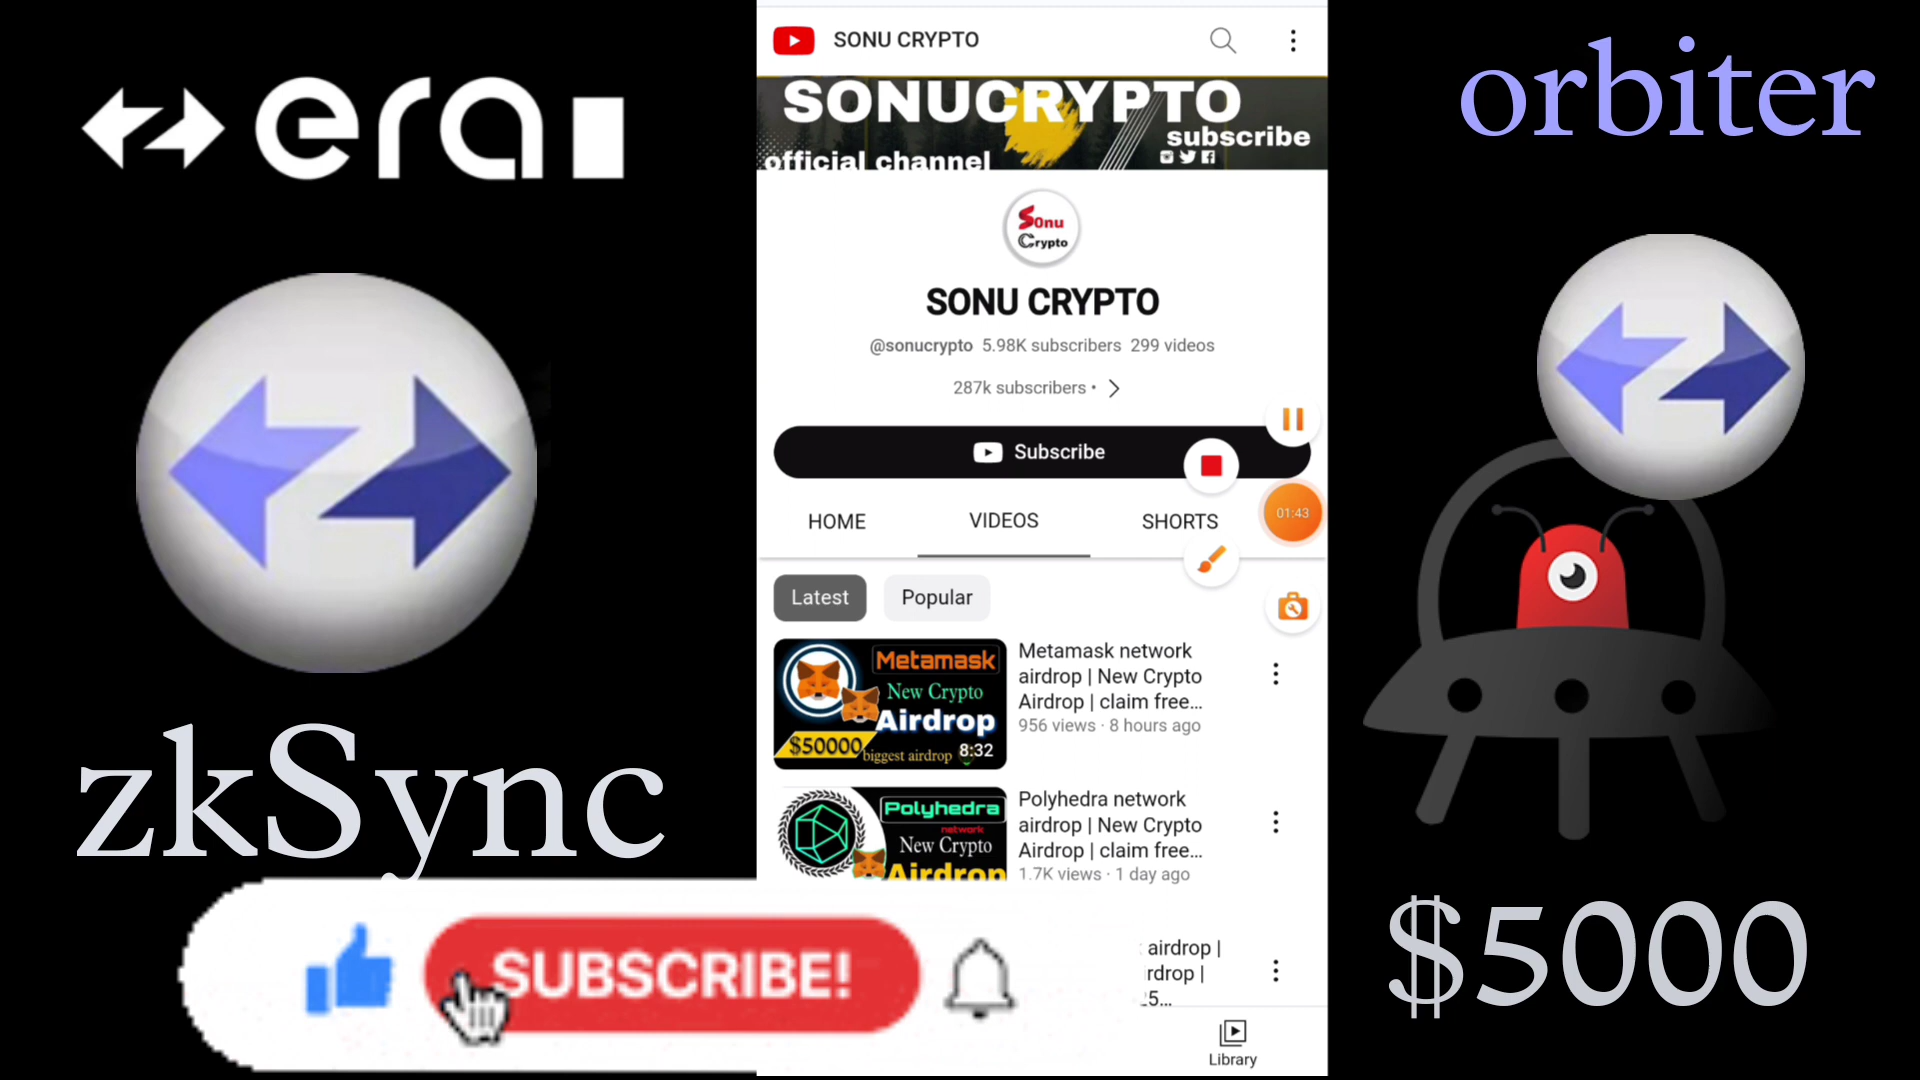 SONU CRYPTO
era
orbiter
SONUCRYPTO
subscribe
official channel
Sonu
Crypto
SONU CRYPTO
@sonucrypto 5.98K subscribers 299 videos
287k subscribers •
Subscribe
HOME VIDEOS SHORTS
01:43
Latest Popular
Metamask
New Crypto
Airdrop
$50000
biggest airdrop
8:32
Metamask network
airdrop | New Crypto
Airdrop | claim free...
956 views · 8 hours ago
zkSync
Polyhedra
network
New Crypto
Airdrop
Polyhedra network
airdrop | New Crypto
Airdrop | claim free...
1.7K views · 1 day ago
$5000
SUBSCRIBE!
airdrop |
rdrop |
5...
Library